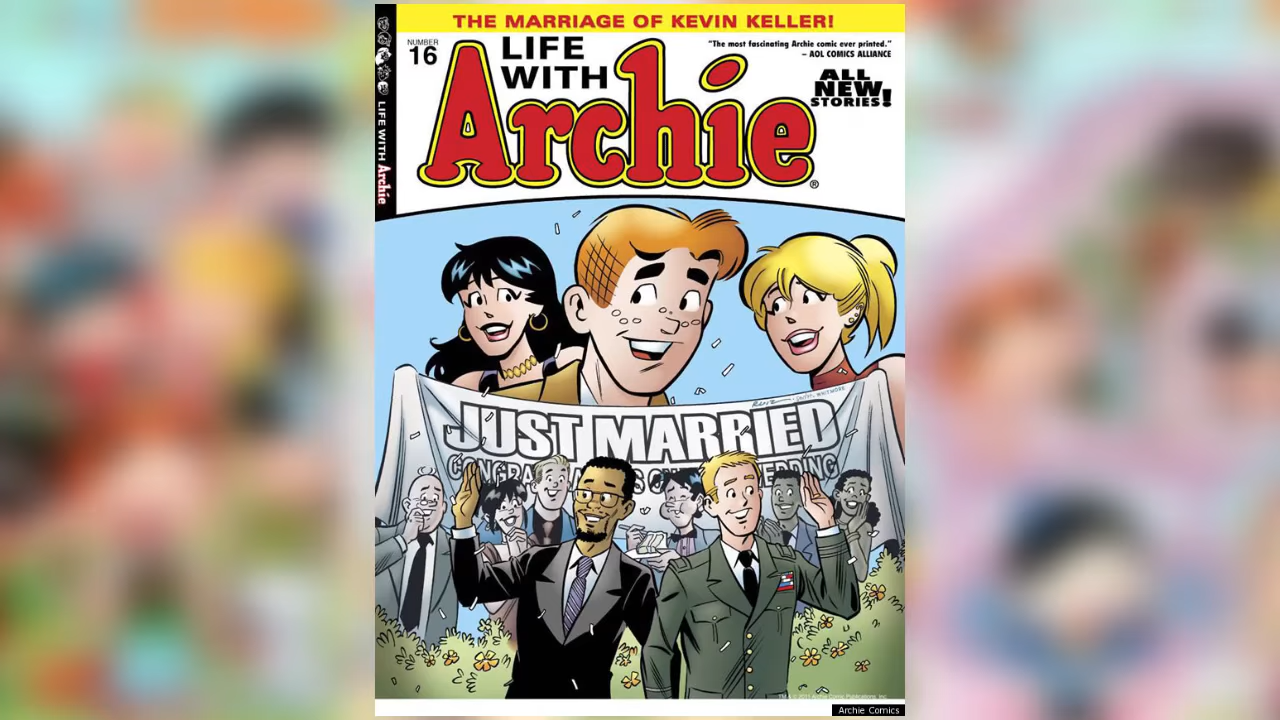 THE MARRIAGE OF KEVIN KELLER!
NUMBER
16
LIFE
WITH
Archie
®
"The most fascinating Archie comic ever printed."
– AOL COMICS ALLIANCE
ALL
NEW
STORIES!
LIFE WITH Archie
JUST MARRIED
Archie Comics